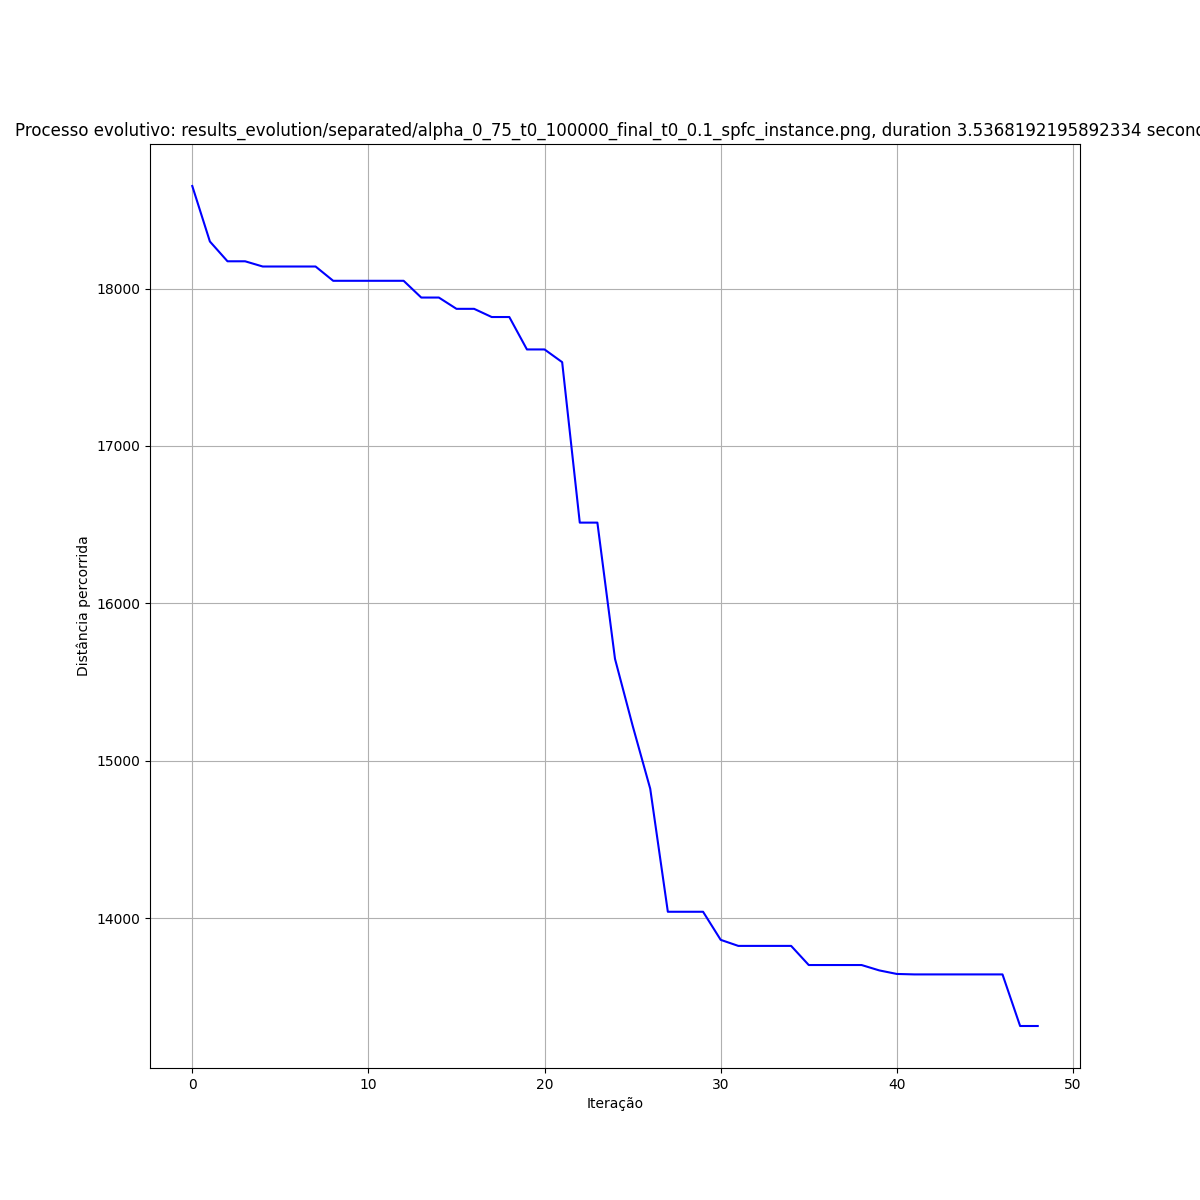 Processo evolutivo: results_evolution/separated/alpha_0_75_t0_100000_final_t0_0.1_spfc_instance.png, duration 3.5368192195892334 secon
18000
17000
16000
15000
14000
Distância percorrida
0 10 20 30 40 50
Iteração